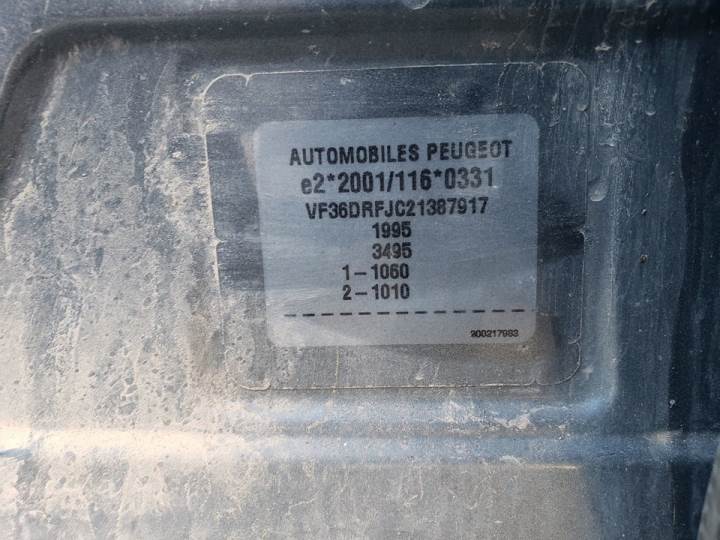 AUTOMOBILES PEUGEOT
e2*2001/116*0331
VF36DRFJC21387917
1995
3495
1-1060
2-1010
200217983